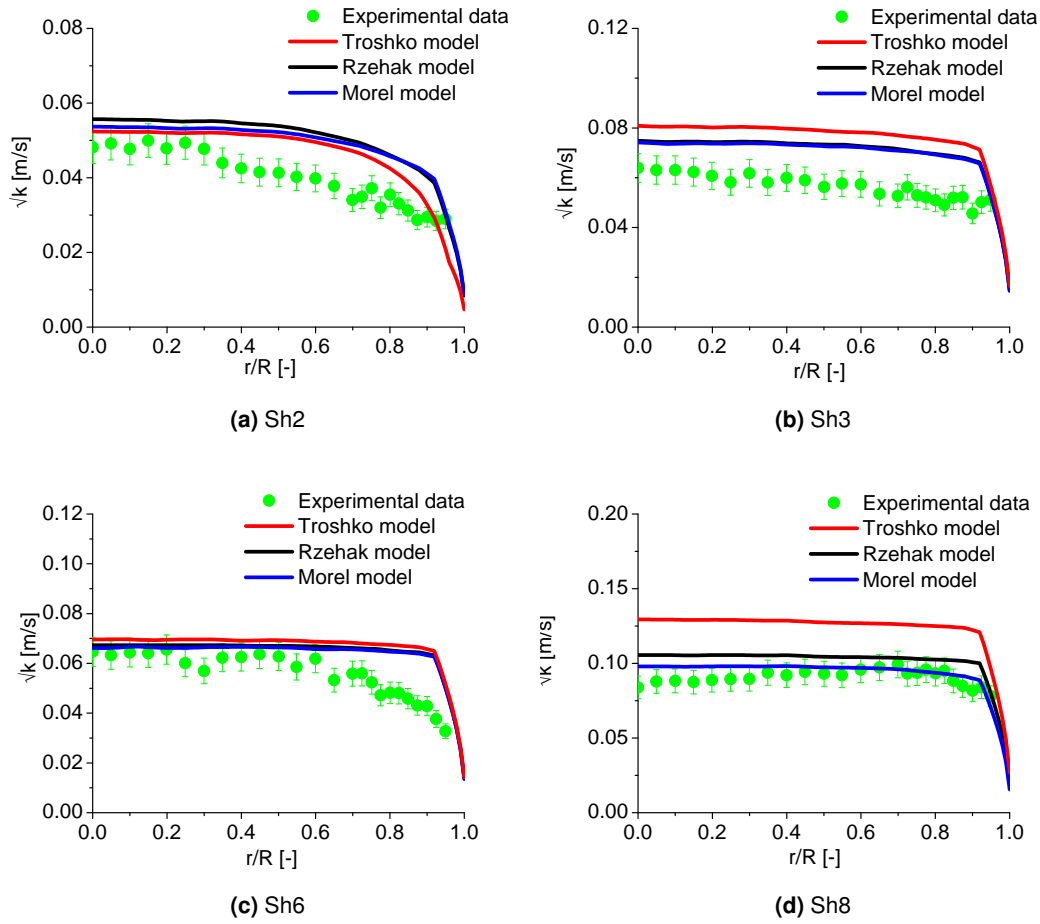 Experimental data
Troshko model
Rzehak model
Morel model
0.08
0.06
0.04
0.02
0.00
√k [m/s]
0.0 0.2 0.4 0.6 0.8 1.0
r/R [-]
(a) Sh2
Experimental data
Troshko model
Rzehak model
Morel model
0.12
0.08
0.04
0.00
√k [m/s]
0.0 0.2 0.4 0.6 0.8 1.0
r/R [-]
(b) Sh3
Experimental data
Troshko model
Rzehak model
Morel model
0.12
0.10
0.08
0.06
0.04
0.02
0.00
√k [m/s]
0.0 0.2 0.4 0.6 0.8 1.0
r/R [-]
(c) Sh6
Experimental data
Troshko model
Rzehak model
Morel model
0.20
0.15
0.10
0.05
0.00
√k [m/s]
0.0 0.2 0.4 0.6 0.8 1.0
r/R [-]
(d) Sh8